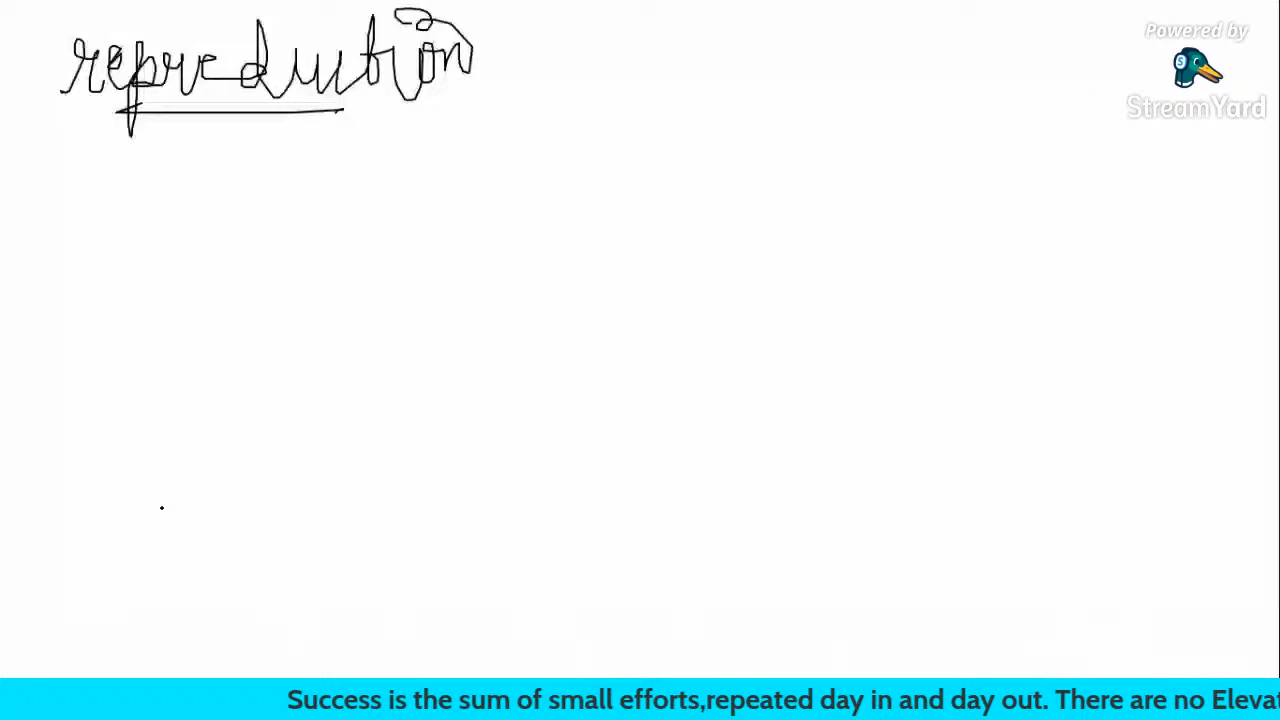 reproduction
Powered by
StreamYard
Success is the sum of small efforts,repeated day in and day out. There are no Eleva